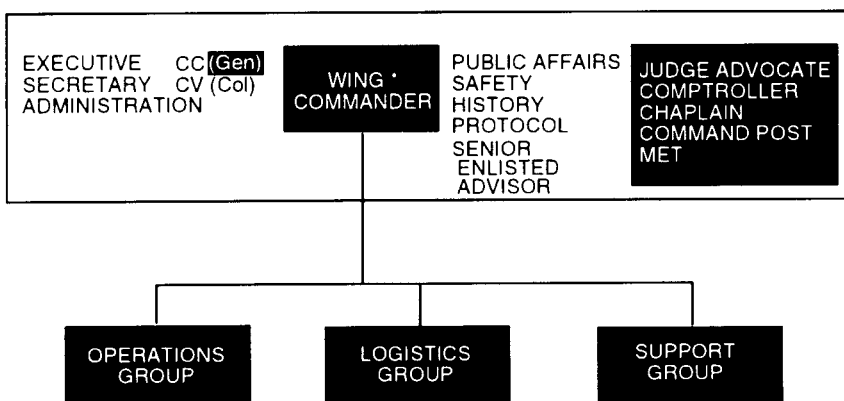 EXECUTIVE CC (Gen)
SECRETARY CV (Col)
ADMINISTRATION
WING *
COMMANDER
PUBLIC AFFAIRS
SAFETY
HISTORY
PROTOCOL
SENIOR
ENLISTED
ADVISOR
JUDGE ADVOCATE
COMPTROLLER
CHAPLAIN
COMMAND POST
MET
OPERATIONS
GROUP
LOGISTICS
GROUP
SUPPORT
GROUP